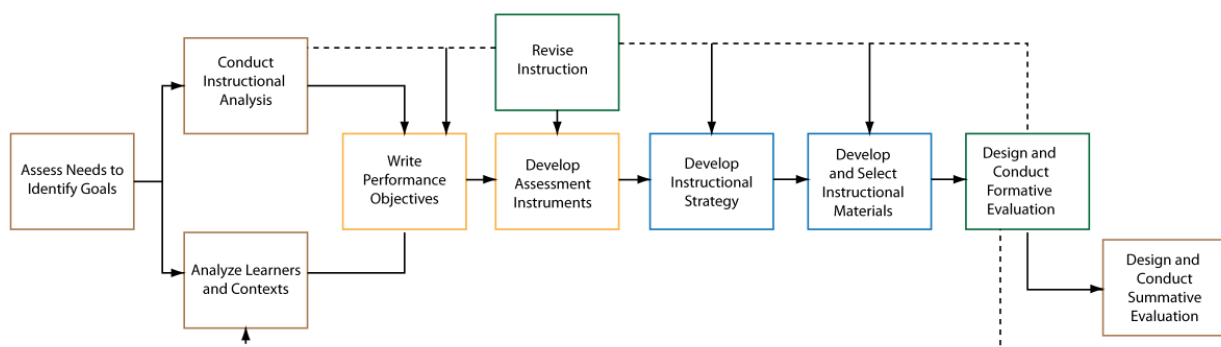 Assess Needs to
Identify Goals
Conduct
Instructional
Analysis
Analyze Learners
and Contexts
Revise
Instruction
Write
Performance
Objectives
Develop
Assessment
Instruments
Develop
Instructional
Strategy
Develop
and Select
Instructional
Materials
Design and
Conduct
Formative
Evaluation
Design and
Conduct
Summative
Evaluation